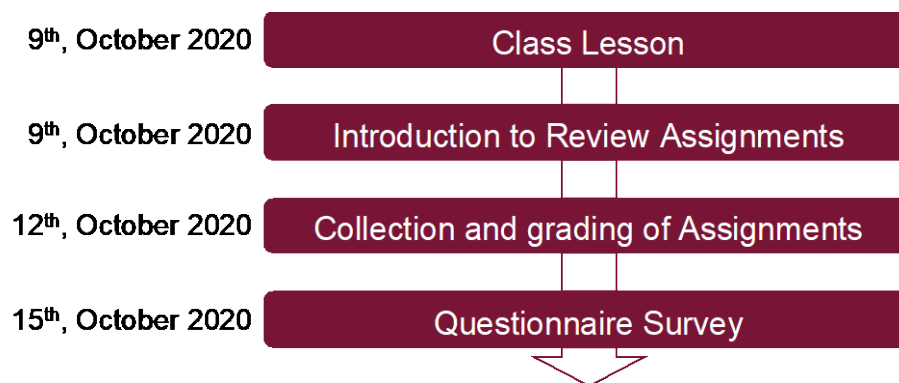 9th, October 2020 Class Lesson
9th, October 2020 Introduction to Review Assignments
12th, October 2020 Collection and grading of Assignments
15th, October 2020 Questionnaire Survey